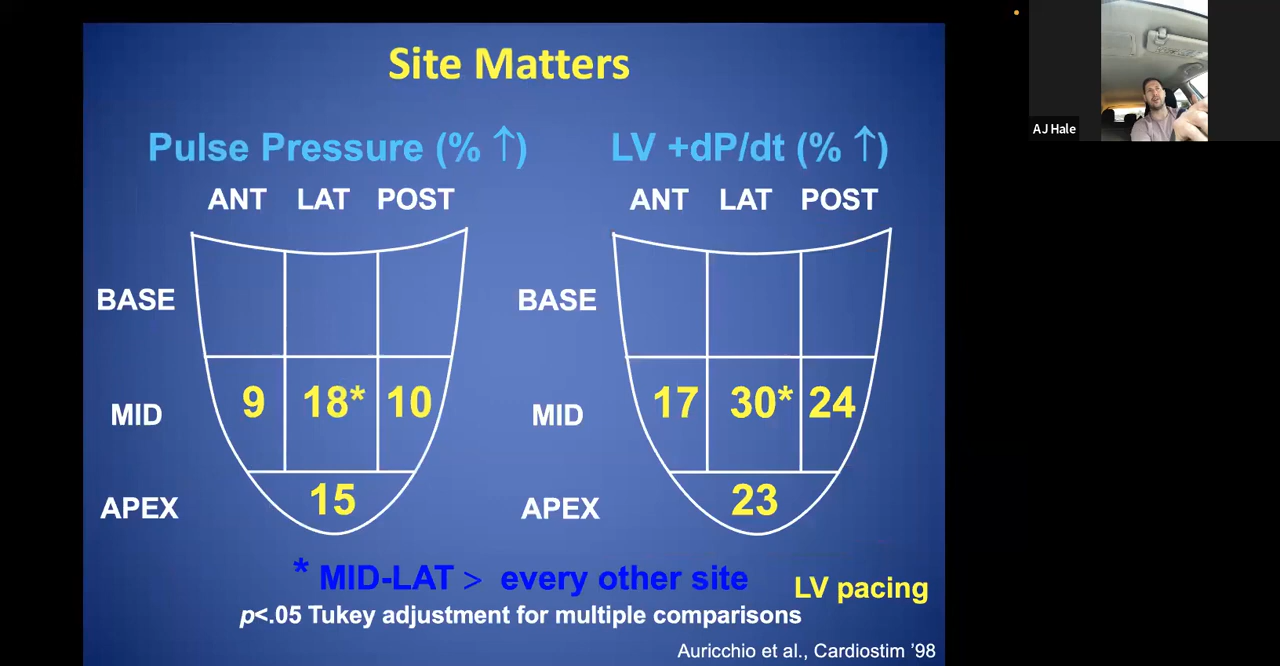 Site Matters
Pulse Pressure (% ↑)
LV +dP/dt (% ↑)
ANT LAT POST
ANT LAT POST
BASE
BASE
MID
9 18* 10
MID
17 30* 24
APEX
15
APEX
23
* MID-LAT > every other site
LV pacing
p<.05 Tukey adjustment for multiple comparisons
Auricchio et al., Cardiostim ’98
AJ Hale